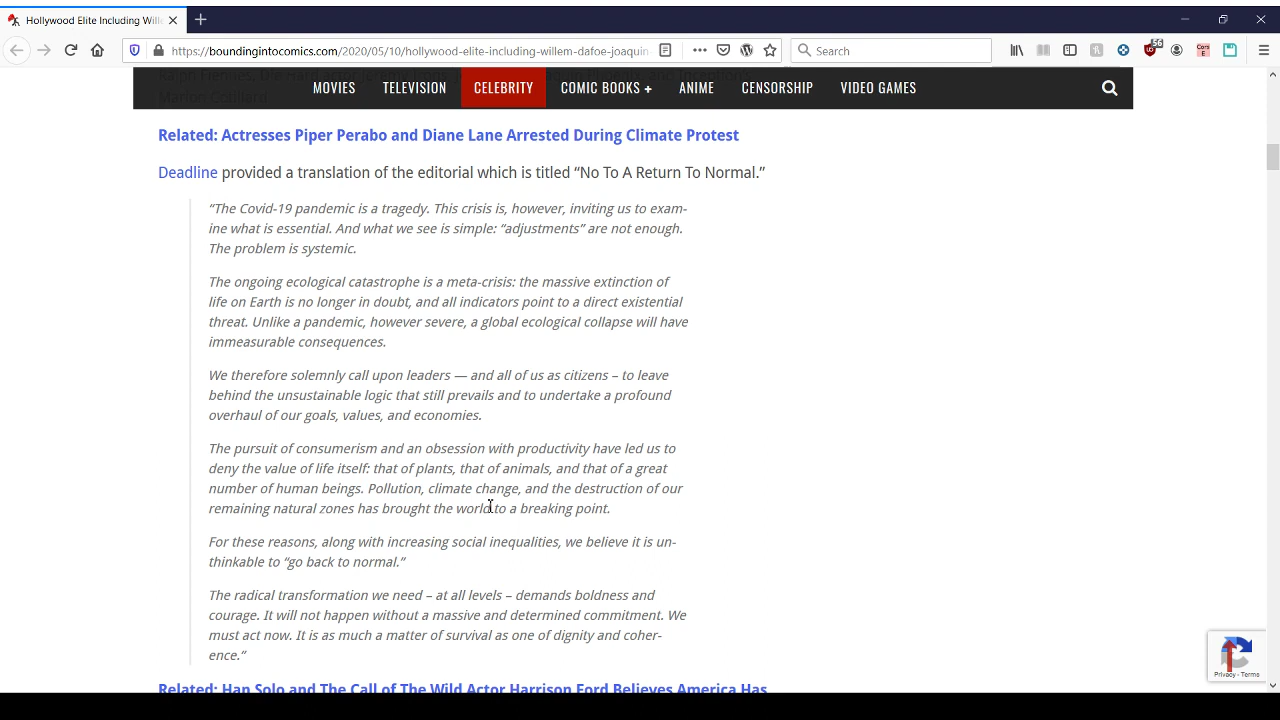 Hollywood Elite Including Wille
https://boundingintocomics.com/2020/05/10/hollywood-elite-including-willem-dafoe-joaquin-
Search
56
MOVIES TELEVISION CELEBRITY COMIC BOOKS + ANIME CENSORSHIP VIDEO GAMES
Related: Actresses Piper Perabo and Diane Lane Arrested During Climate Protest
Deadline provided a translation of the editorial which is titled “No To A Return To Normal.”
“The Covid-19 pandemic is a tragedy. This crisis is, however, inviting us to exam-
ine what is essential. And what we see is simple: “adjustments” are not enough.
The problem is systemic.
The ongoing ecological catastrophe is a meta-crisis: the massive extinction of
life on Earth is no longer in doubt, and all indicators point to a direct existential
threat. Unlike a pandemic, however severe, a global ecological collapse will have
immeasurable consequences.
We therefore solemnly call upon leaders — and all of us as citizens – to leave
behind the unsustainable logic that still prevails and to undertake a profound
overhaul of our goals, values, and economies.
The pursuit of consumerism and an obsession with productivity have led us to
deny the value of life itself: that of plants, that of animals, and that of a great
number of human beings. Pollution, climate change, and the destruction of our
remaining natural zones has brought the world to a breaking point.
For these reasons, along with increasing social inequalities, we believe it is un-
thinkable to “go back to normal.”
The radical transformation we need – at all levels – demands boldness and
courage. It will not happen without a massive and determined commitment. We
must act now. It is as much a matter of survival as one of dignity and coher-
ence.”
Privacy - Terms
Related: Han Solo and The Call of The Wild Actor Harrison Ford Believes America Has